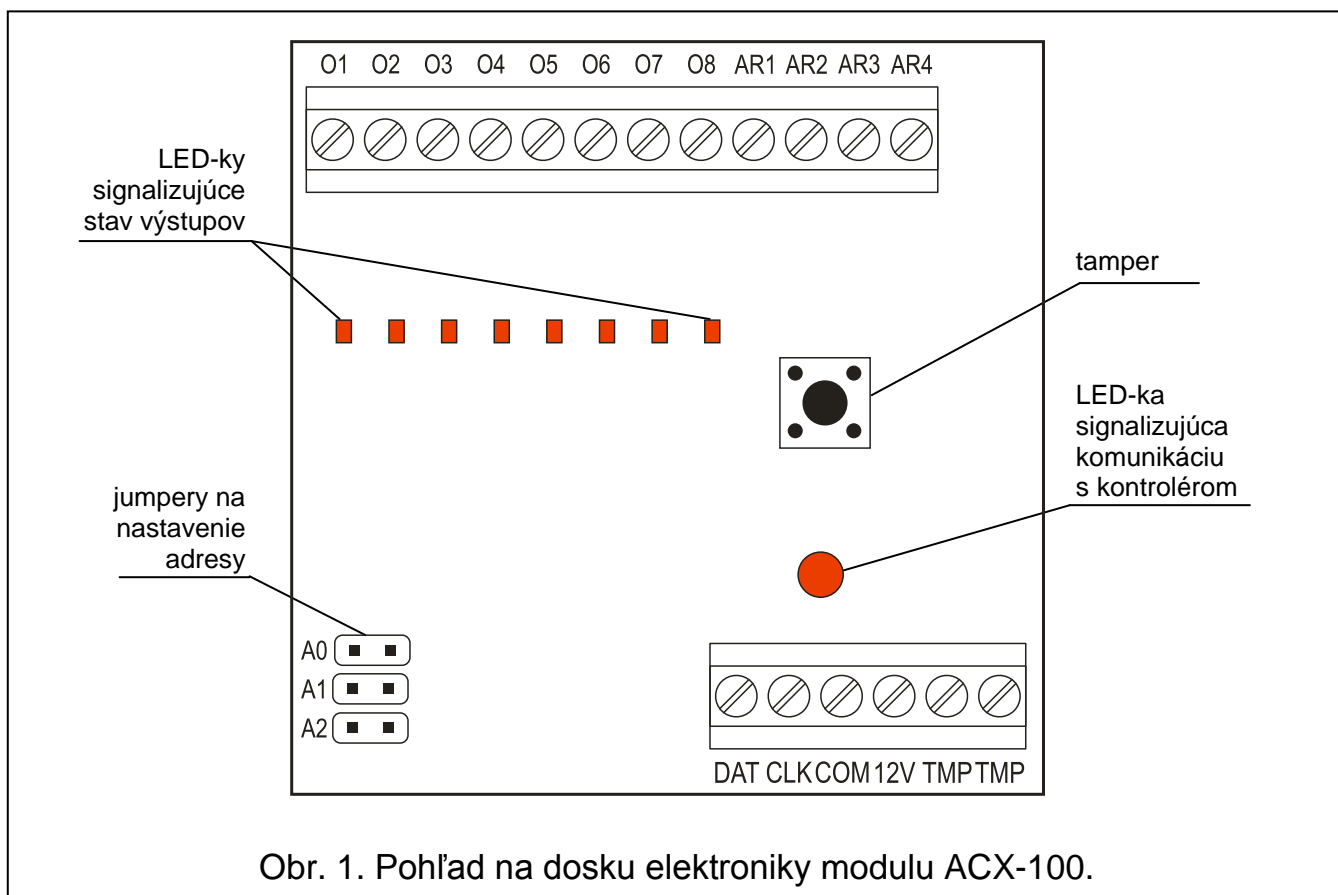 O1 O2 O3 O4 O5 O6 O7 O8 AR1 AR2 AR3 AR4
LED-ky
signalizujúce
stav výstupov
tamper
LED-ka
signalizujúca
komunikáciu
s kontrolérom
jumpery na
nastavenie
adresy
A0
A1
A2
DAT CLK COM 12V TMP TMP
Obr. 1. Pohľad na dosku elektroniky modulu ACX-100.